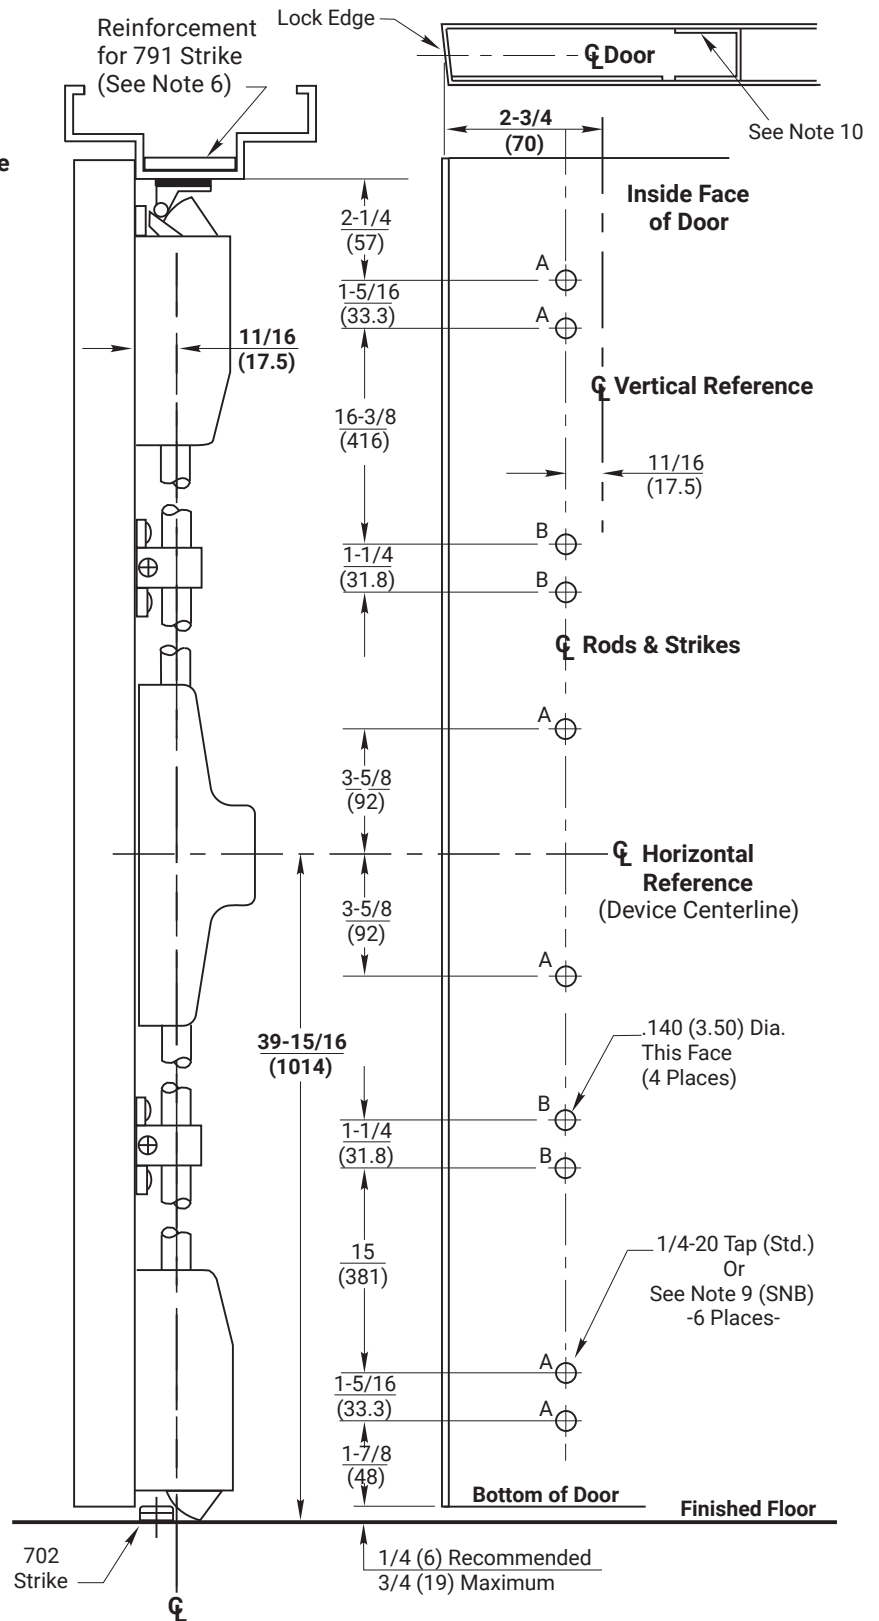 Reinforcement
for 791 Strike
(See Note 6)
Lock Edge
℄ Door
See Note 10
e
2-3/4
(70)
Inside Face
of Door
2-1/4
(57)
A
1-5/16
(33.3)
A
11/16
(17.5)
℄ Vertical Reference
16-3/8
(416)
11/16
(17.5)
B
1-1/4
(31.8)
B
℄ Rods & Strikes
A
3-5/8
(92)
℄ Horizontal
Reference
(Device Centerline)
3-5/8
(92)
A
39-15/16
(1014)
.140 (3.50) Dia.
This Face
(4 Places)
B
1-1/4
(31.8)
B
15
(381)
1/4-20 Tap (Std.)
Or
See Note 9 (SNB)
-6 Places-
A
1-5/16
(33.3)
A
1-7/8
(48)
Bottom of Door
Finished Floor
702
Strike
1/4 (6) Recommended
3/4 (19) Maximum
℄